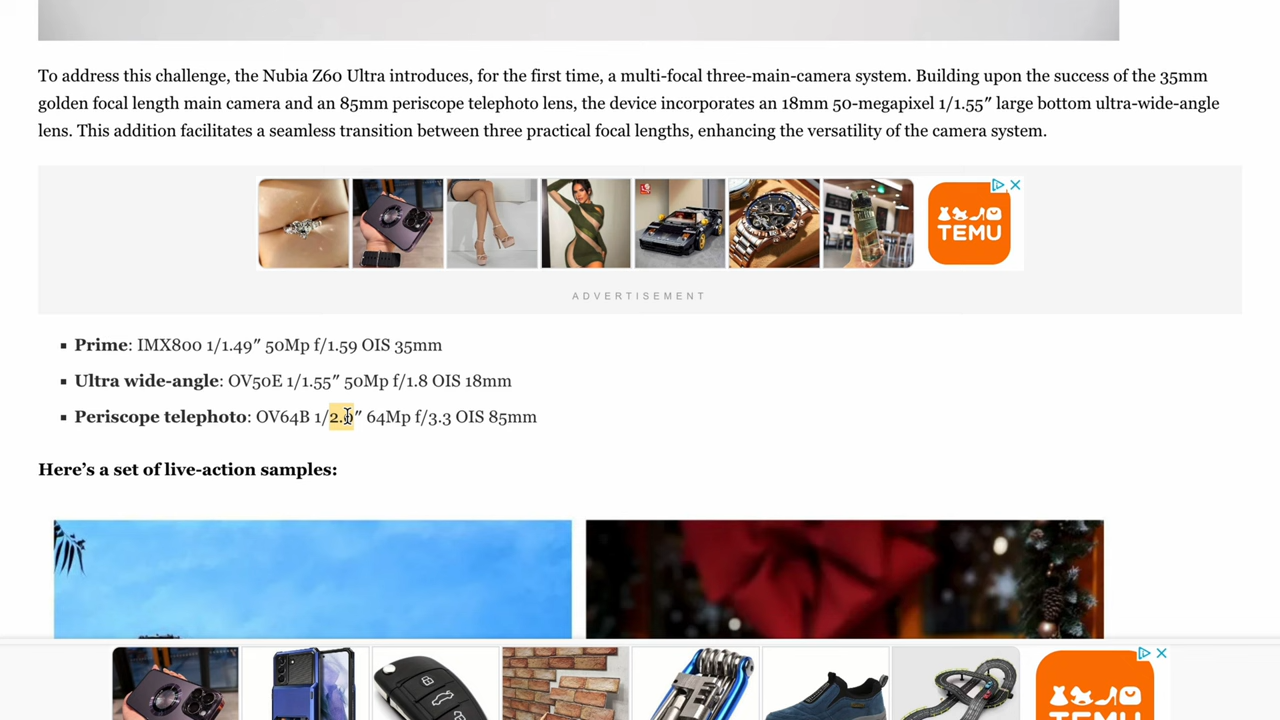 To address this challenge, the Nubia Z60 Ultra introduces, for the first time, a multi-focal three-main-camera system. Building upon the success of the 35mm
golden focal length main camera and an 85mm periscope telephoto lens, the device incorporates an 18mm 50-megapixel 1/1.55″ large bottom ultra-wide-angle
lens. This addition facilitates a seamless transition between three practical focal lengths, enhancing the versatility of the camera system.
TEMU
ADVERTISEMENT
▪ Prime: IMX800 1/1.49″ 50Mp f/1.59 OIS 35mm
▪ Ultra wide-angle: OV50E 1/1.55″ 50Mp f/1.8 OIS 18mm
▪ Periscope telephoto: OV64B 1/″ 64Mp f/3.3 OIS 85mm
Here’s a set of live-action samples:
TEMU